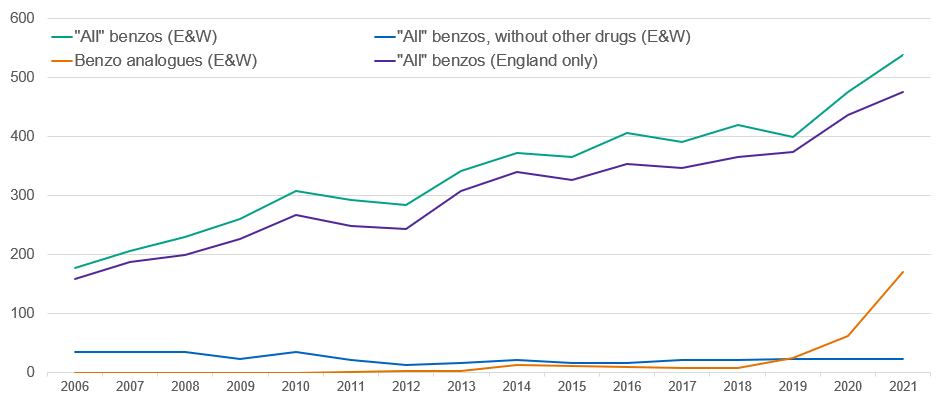 600
"All" benzos (E&W) "All" benzos, without other drugs (E&W)
Benzo analogues (E&W) "All" benzos (England only)
500
400
300
200
100
0
2006 2007 2008 2009 2010 2011 2012 2013 2014 2015 2016 2017 2018 2019 2020 2021